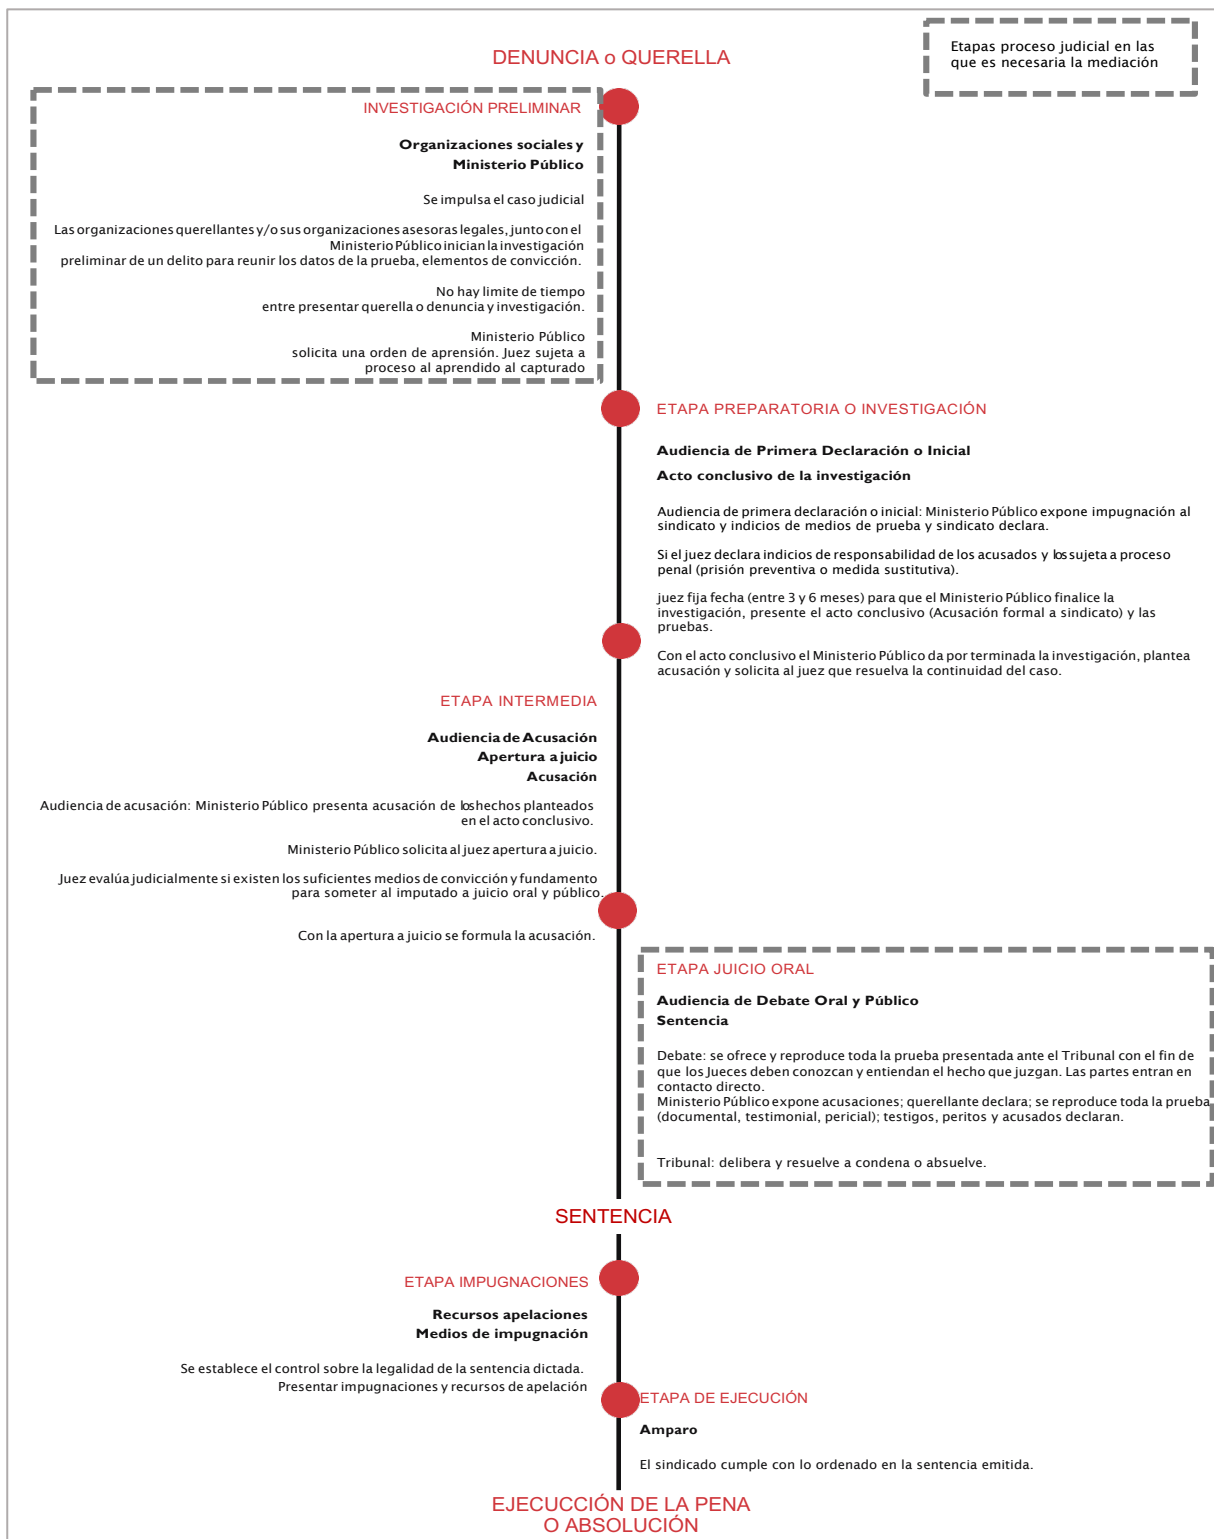 DENUNCIA o QUERELLA
Etapas proceso judicial en las
que es necesaria la mediación
INVESTIGACIÓN PRELIMINAR
Organizaciones sociales y
Ministerio Público
Se impulsa el caso judicial
Las organizaciones querellantes y/o sus organizaciones asesoras legales, junto con el
Ministerio Público inician la investigación
preliminar de un delito para reunir los datos de la prueba, elementos de convicción.
No hay limite de tiempo
entre presentar querella o denuncia y investigación.
Ministerio Público
solicita una orden de aprensión. Juez sujeta a
proceso al aprendido al capturado
ETAPA PREPARATORIA O INVESTIGACIÓN
Audiencia de Primera Declaración o Inicial
Acto conclusivo de la investigación
Audiencia de primera declaración o inicial: Ministerio Público expone impugnación al
sindicato y indicios de medios de prueba y sindicato declara.
Si el juez declara indicios de responsabilidad de los acusados y los sujeta a proceso
penal (prisión preventiva o medida sustitutiva).
juez fija fecha (entre 3 y 6 meses) para que el Ministerio Público finalice la
investigación, presente el acto conclusivo (Acusación formal a sindicato) y las
pruebas.
Con el acto conclusivo el Ministerio Público da por terminada la investigación, plantea
acusación y solicita al juez que resuelva la continuidad del caso.
ETAPA INTERMEDIA
Audiencia de Acusación
Apertura a juicio
Acusación
Audiencia de acusación: Ministerio Público presenta acusación de los hechos planteados
en el acto conclusivo.
Ministerio Público solicita al juez apertura a juicio.
Juez evalúa judicialmente si existen los suficientes medios de convicción y fundamento
para someter al imputado a juicio oral y público.
Con la apertura a juicio se formula la acusación.
ETAPA JUICIO ORAL
Audiencia de Debate Oral y Público
Sentencia
Debate: se ofrece y reproduce toda la prueba presentada ante el Tribunal con el fin de
que los Jueces deben conozcan y entiendan el hecho que juzgan. Las partes entran en
contacto directo.
Ministerio Público expone acusaciones; querellante declara; se reproduce toda la prueba
(documental, testimonial, pericial); testigos, peritos y acusados declaran.
Tribunal: delibera y resuelve a condena o absuelve.
SENTENCIA
ETAPA IMPUGNACIONES
Recursos apelaciones
Medios de impugnación
Se establece el control sobre la legalidad de la sentencia dictada.
Presentar impugnaciones y recursos de apelación
ETAPA DE EJECUCIÓN
Amparo
El sindicado cumple con lo ordenado en la sentencia emitida.
EJECUCCIÓN DE LA PENA
O ABSOLUCIÓN